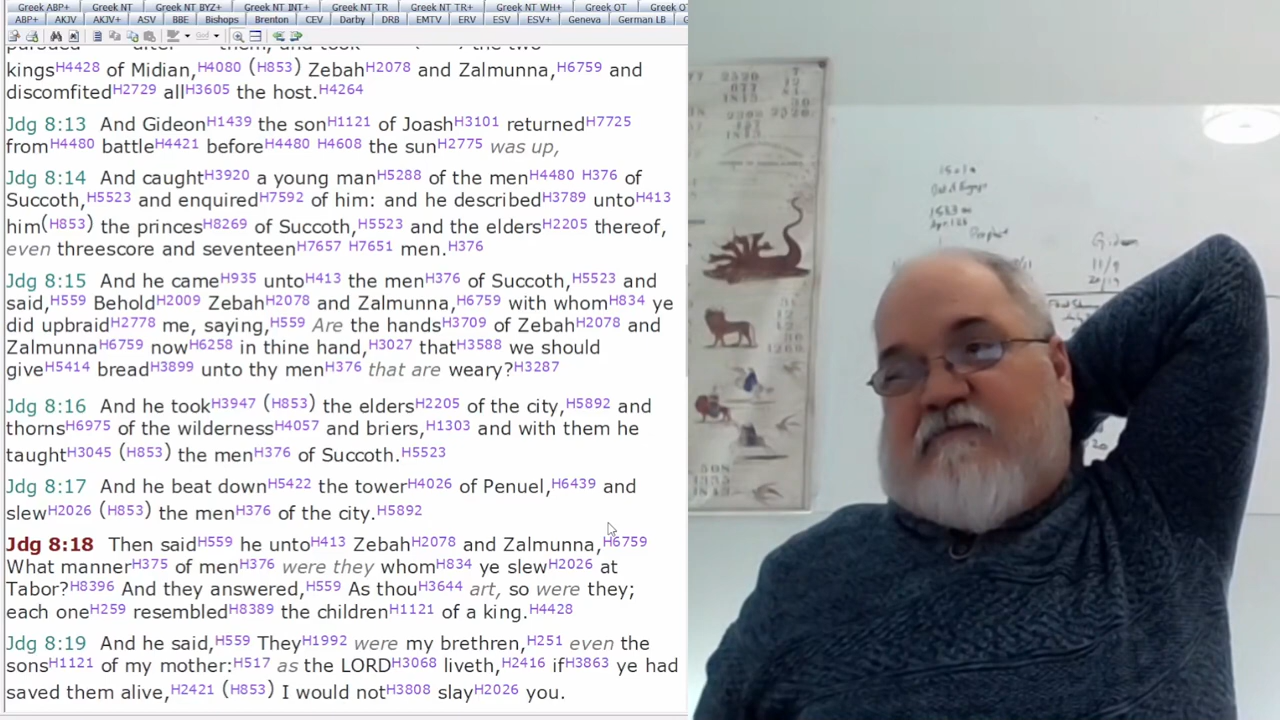 Greek ABP+ Greek NT Greek NT BYZ+ Greek NT INT+ Greek NT TR Greek NT TR+ Greek NT WH+ Greek OT
ABP+ AKJV AKJV+ ASV BBE Bishops Brenton CEV Darby DRB EMTV ERV ESV ESV+ Geneva German LB
pursued after them, and took the two
kingsH4428 of Midian,H4080 (H853) ZebahH2078 and Zalmunna,H6759 and
discomfitedH2729 allH3605 the host.H4264
Jdg 8:13 And GideonH1439 the sonH1121 of JoashH3101 returnedH7725
fromH4480 battleH4421 beforeH4480 H4608 the sunH2775 was up,
Jdg 8:14 And caughtH3920 a young manH5288 of the menH4480 H376 of
Succoth,H5523 and enquiredH7592 of him: and he describedH3789 untoH413
him(H853) the princesH8269 of Succoth,H5523 and the eldersH2205 thereof,
even threescore and seventeenH7657 H7651 men.H376
Jdg 8:15 And he cameH935 untoH413 the menH376 of Succoth,H5523 and
said,H559 BeholdH2009 ZebahH2078 and Zalmunna,H6759 with whomH834 ye
did upbraidH2778 me, saying,H559 Are the handsH3709 of ZebahH2078 and
ZalmunnaH6759 nowH6258 in thine hand,H3027 thatH3588 we should
giveH5414 breadH3899 unto thy menH376 that are weary?H3287
Jdg 8:16 And he tookH3947 (H853) the eldersH2205 of the city,H5892 and
thornsH6975 of the wildernessH4057 and briers,H1303 and with them he
taughtH3045 (H853) the menH376 of Succoth.H5523
Jdg 8:17 And he beat downH5422 the towerH4026 of Penuel,H6439 and
slewH2026 (H853) the menH376 of the city.H5892
Jdg 8:18 Then saidH559 he untoH413 ZebahH2078 and Zalmunna,H6759
What mannerH375 of menH376 were they whomH834 ye slewH2026 at
Tabor?H8396 And they answered,H559 As thouH3644 art, so were they;
each oneH259 resembledH8389 the childrenH1121 of a king.H4428
Jdg 8:19 And he said,H559 TheyH1992 were my brethren,H251 even the
sonsH1121 of my mother:H517 as the LORDH3068 liveth,H2416 ifH3863 ye had
saved them alive,H2421 (H853) I would notH3808 slayH2026 you.
2520
1260